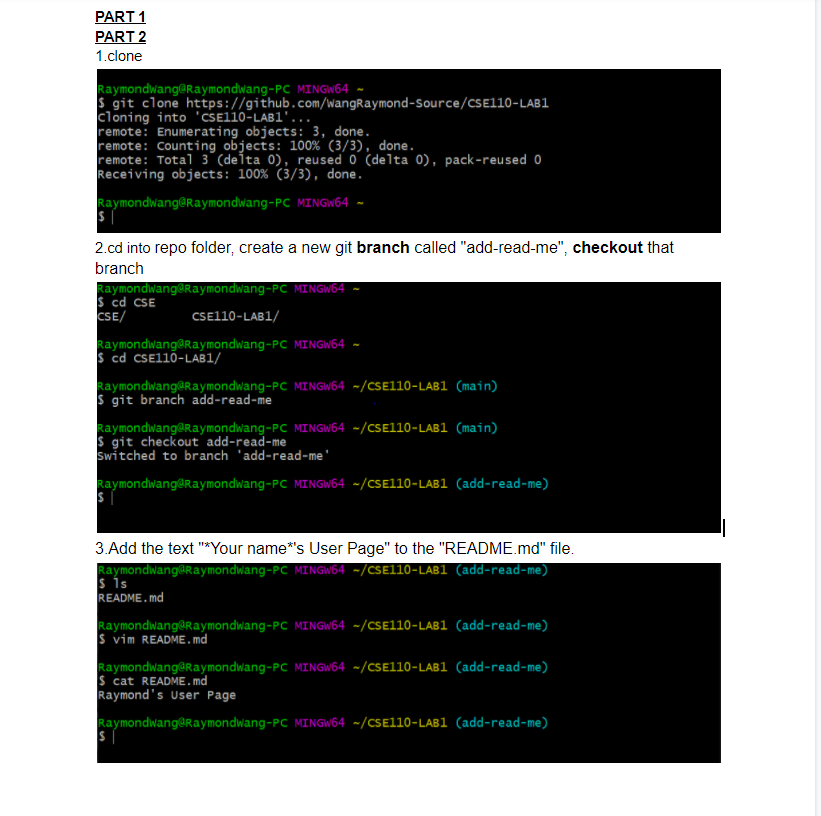 PART 1
PART 2
1.clone
RaymondWang@RaymondWang-PC MINGW64 ~
$ git clone https://github.com/WangRaymond-Source/CSE110-LAB1
Cloning into 'CSE110-LAB1'...
remote: Enumerating objects: 3, done.
remote: Counting objects: 100% (3/3), done.
remote: Total 3 (delta 0), reused 0 (delta 0), pack-reused 0
Receiving objects: 100% (3/3), done.
RaymondWang@RaymondWang-PC MINGW64 ~
$
2.cd into repo folder, create a new git branch called "add-read-me", checkout that
branch
RaymondWang@RaymondWang-PC MINGW64 ~
$ cd CSE
CSE/ CSE110-LAB1/
RaymondWang@RaymondWang-PC MINGW64 ~
$ cd CSE110-LAB1/
RaymondWang@RaymondWang-PC MINGW64 ~/CSE110-LAB1 (main)
$ git branch add-read-me
RaymondWang@RaymondWang-PC MINGW64 ~/CSE110-LAB1 (main)
$ git checkout add-read-me
Switched to branch 'add-read-me'
RaymondWang@RaymondWang-PC MINGW64 ~/CSE110-LAB1 (add-read-me)
$
3.Add the text "*Your name*'s User Page" to the "README.md" file.
RaymondWang@RaymondWang-PC MINGW64 ~/CSE110-LAB1 (add-read-me)
$ ls
README.md
RaymondWang@RaymondWang-PC MINGW64 ~/CSE110-LAB1 (add-read-me)
$ vim README.md
RaymondWang@RaymondWang-PC MINGW64 ~/CSE110-LAB1 (add-read-me)
$ cat README.md
Raymond's User Page
RaymondWang@RaymondWang-PC MINGW64 ~/CSE110-LAB1 (add-read-me)
$